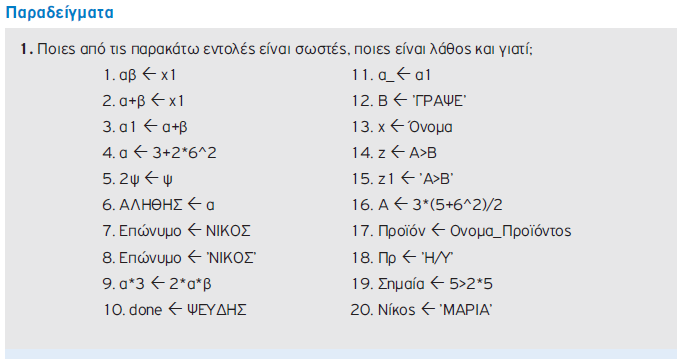 Παραδείγματα
1. Ποιες από τις παρακάτω εντολές είναι σωστές, ποιες είναι λάθος και γιατί;
1. αβ ← x1
2. α+β ← x1
3. α1 ← α+β
4. α ← 3+2*6^2
5. 2ψ ← ψ
6. ΑΛΗΘΗΣ ← α
7. Επώνυμο ← ΝΙΚΟΣ
8. Επώνυμο ← 'ΝΙΚΟΣ'
9. α*3 ← 2*α*β
10. done ← ΨΕΥΔΗΣ
11. α_ ← α1
12. Β ← 'ΓΡΑΨΕ'
13. x ← Όνομα
14. z ← Α>Β
15. z1 ← 'Α>Β'
16. Α ← 3*(5+6^2)/2
17. Προϊόν ← Ονομα_Προϊόντος
18. Πρ ← 'Η/Υ'
19. Σημαία ← 5>2*5
20. Νίκος ← 'ΜΑΡΙΑ'